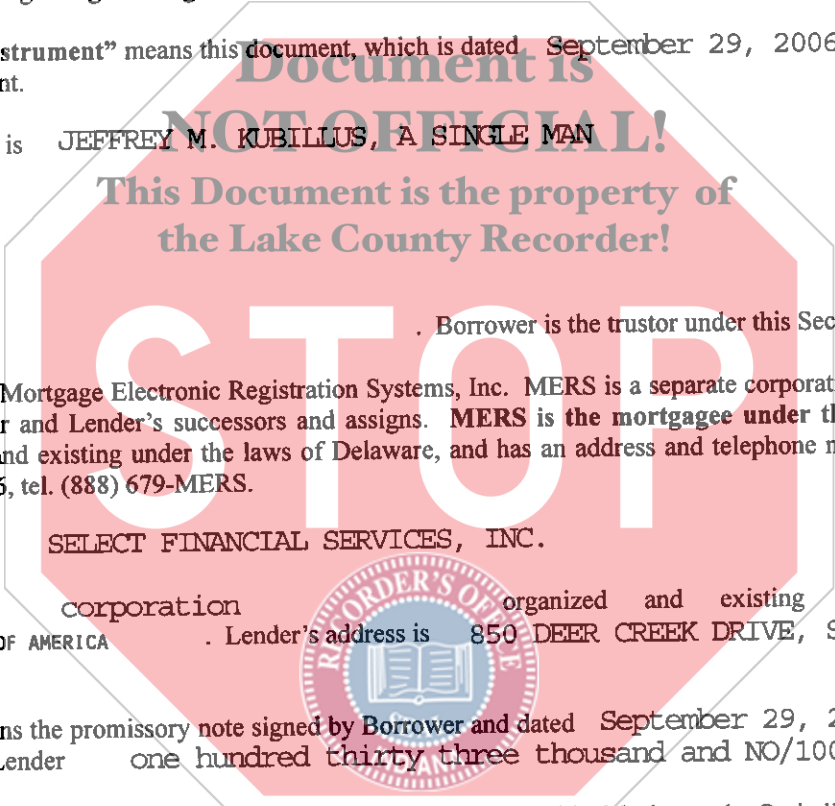 strument” means this document, which is dated September 29, 2006
nt.
Document is
NOT OFFICIAL!
is JEFFREY M. KUBILLUS, A SINGLE MAN
This Document is the property of
the Lake County Recorder!
. Borrower is the trustor under this Sec
STOP
Mortgage Electronic Registration Systems, Inc. MERS is a separate corporat
r and Lender's successors and assigns. MERS is the mortgagee under th
and existing under the laws of Delaware, and has an address and telephone n
, tel. (888) 679-MERS.
SELECT FINANCIAL SERVICES, INC.
corporation organized and existing
OF AMERICA . Lender's address is 850 DEER CREEK DRIVE, S
RECORDER'S OFFICE
ns the promissory note signed by Borrower and dated September 29, 2
Lender one hundred thirty three thousand and NO/100